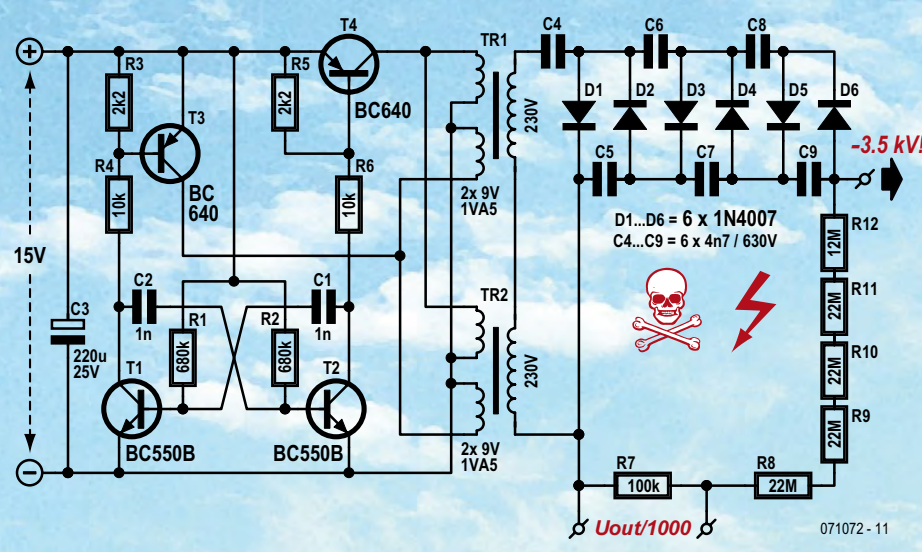 T4
TR1
C4
C6
C8
+
R3
2k2
R5
2k2
BC640
230V
D1
D2
D3
D4
D5
D6
T3
-3.5 kV!
R4
10k
BC
640
R6
10k
2x 9V
1VA5
C5
C7
C9
D1...D6 = 6 x 1N4007
C4...C9 = 6 x 4n7 / 630V
R12
12M
15V
C2
1n
C1
1n
TR2
R11
22M
C3
220u
25V
R1
680k
R2
680k
230V
R10
22M
T1
T2
R9
22M
BC550B
BC550B
2x 9V
1VA5
−
R7
100k
R8
22M
Uout/1000
071072 - 11